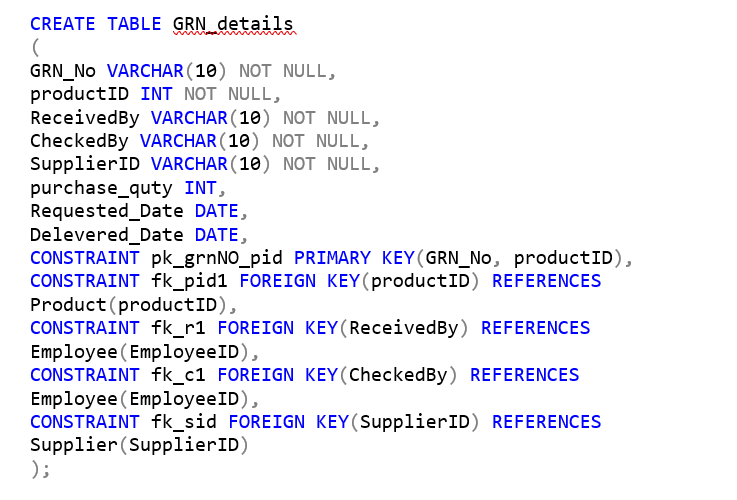 CREATE TABLE GRN_details
(
GRN_No VARCHAR(10) NOT NULL,
productID INT NOT NULL,
ReceivedBy VARCHAR(10) NOT NULL,
CheckedBy VARCHAR(10) NOT NULL,
SupplierID VARCHAR(10) NOT NULL,
purchase_quty INT,
Requested_Date DATE,
Delevered_Date DATE,
CONSTRAINT pk_grnNO_pid PRIMARY KEY(GRN_No, productID),
CONSTRAINT fk_pid1 FOREIGN KEY(productID) REFERENCES
Product(productID),
CONSTRAINT fk_r1 FOREIGN KEY(ReceivedBy) REFERENCES
Employee(EmployeeID),
CONSTRAINT fk_c1 FOREIGN KEY(CheckedBy) REFERENCES
Employee(EmployeeID),
CONSTRAINT fk_sid FOREIGN KEY(SupplierID) REFERENCES
Supplier(SupplierID)
);